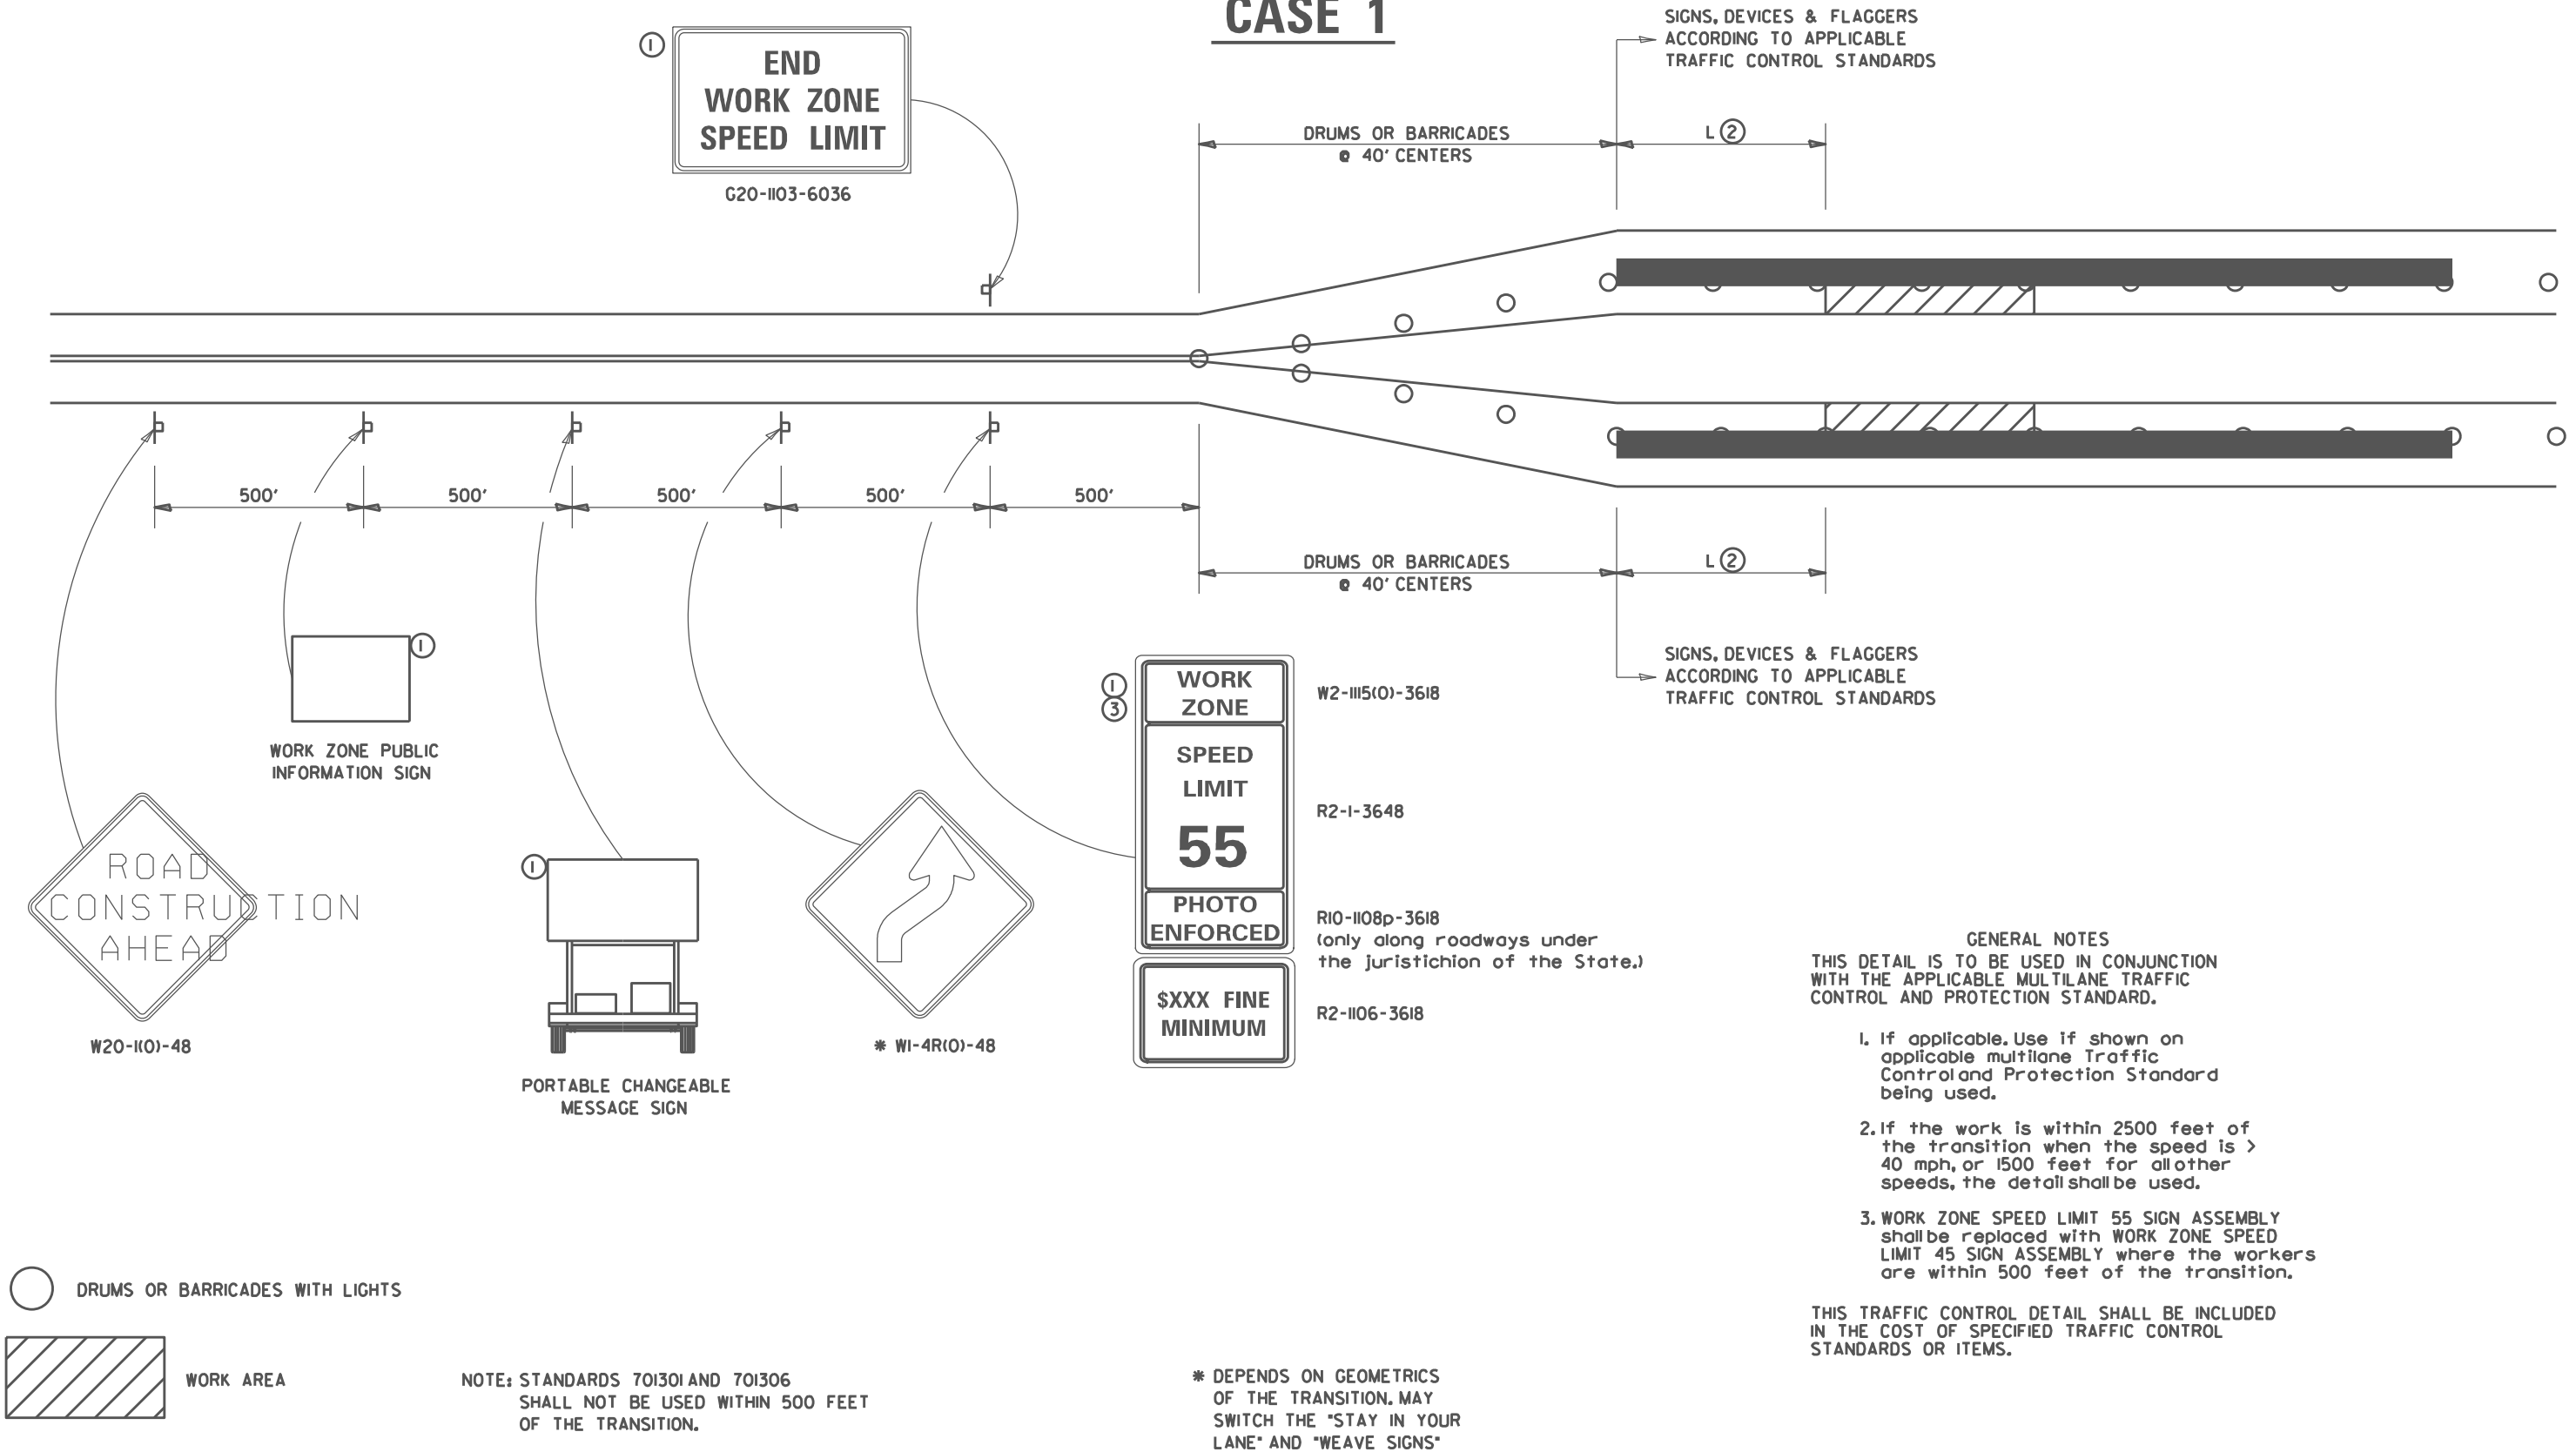 CASE 1
SIGNS, DEVICES & FLAGGERS
ACCORDING TO APPLICABLE
TRAFFIC CONTROL STANDARDS
1
END
WORK ZONE
SPEED LIMIT
G20-1103-6036
DRUMS OR BARRICADES
@ 40' CENTERS
L 2
500'
500'
500'
500'
500'
DRUMS OR BARRICADES
@ 40' CENTERS
L 2
SIGNS, DEVICES & FLAGGERS
ACCORDING TO APPLICABLE
TRAFFIC CONTROL STANDARDS
1
WORK ZONE PUBLIC
INFORMATION SIGN
ROAD
CONSTRUCTION
AHEAD
W20-1(O)-48
1
PORTABLE CHANGEABLE
MESSAGE SIGN
* W1-4R(O)-48
1
3
WORK
ZONE
W2-1115(O)-3618
SPEED
LIMIT
55
R2-1-3648
PHOTO
ENFORCED
R10-1108p-3618
(only along roadways under
the juristichion of the State.)
$XXX FINE
MINIMUM
R2-1106-3618
GENERAL NOTES
THIS DETAIL IS TO BE USED IN CONJUNCTION
WITH THE APPLICABLE MULTILANE TRAFFIC
CONTROL AND PROTECTION STANDARD.
1. If applicable. Use if shown on
applicable multilane Traffic
Control and Protection Standard
being used.
2. If the work is within 2500 feet of
the transition when the speed is >
40 mph, or 1500 feet for all other
speeds, the detail shall be used.
3. WORK ZONE SPEED LIMIT 55 SIGN ASSEMBLY
shall be replaced with WORK ZONE SPEED
LIMIT 45 SIGN ASSEMBLY where the workers
are within 500 feet of the transition.
THIS TRAFFIC CONTROL DETAIL SHALL BE INCLUDED
IN THE COST OF SPECIFIED TRAFFIC CONTROL
STANDARDS OR ITEMS.
DRUMS OR BARRICADES WITH LIGHTS
WORK AREA
NOTE: STANDARDS 701301 AND 701306
SHALL NOT BE USED WITHIN 500 FEET
OF THE TRANSITION.
* DEPENDS ON GEOMETRICS
OF THE TRANSITION. MAY
SWITCH THE "STAY IN YOUR
LANE" AND "WEAVE SIGNS"